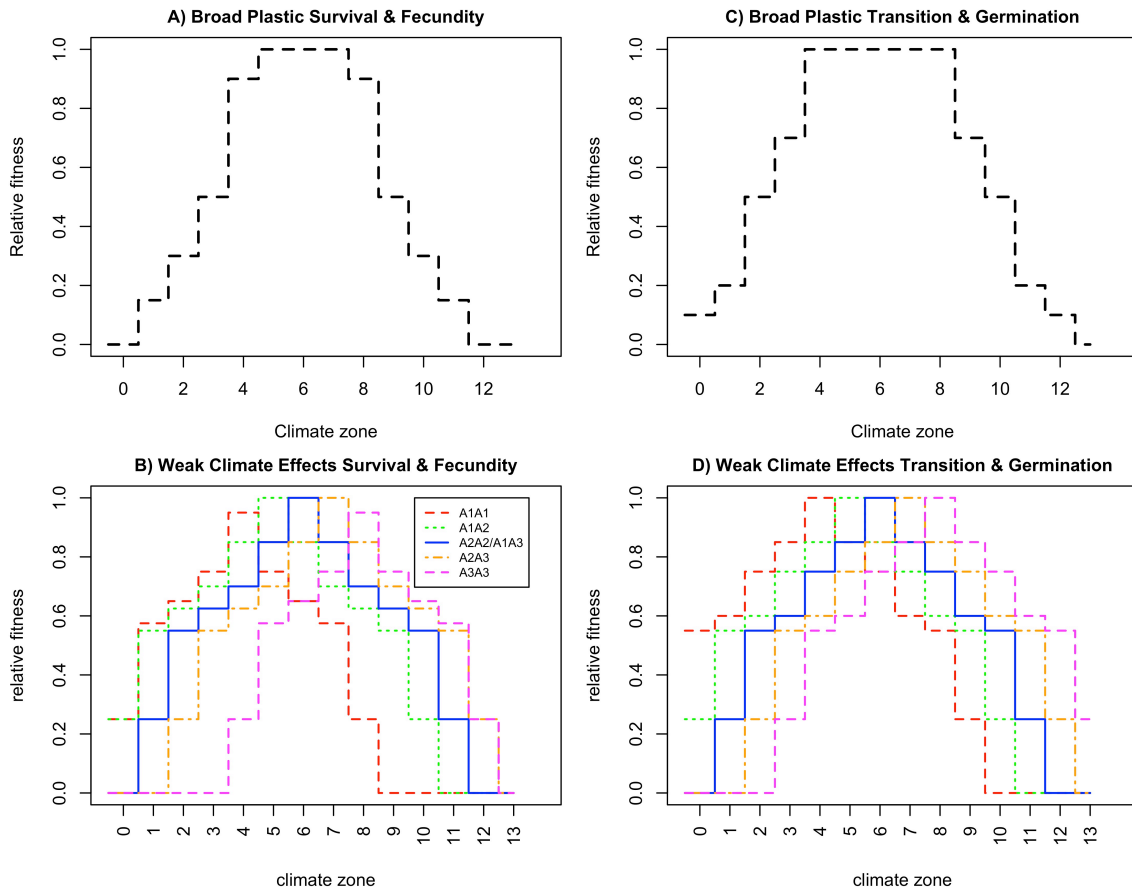 A) Broad Plastic Survival & Fecundity
Relative fitness
1.0
0.8
0.6
0.4
0.2
0.0
0 2 4 6 8 10 12
Climate zone
C) Broad Plastic Transition & Germination
Relative fitness
1.0
0.8
0.6
0.4
0.2
0.0
0 2 4 6 8 10 12
Climate zone
B) Weak Climate Effects Survival & Fecundity
relative fitness
1.0
0.8
0.6
0.4
0.2
0.0
A1A1
A1A2
A2A2/A1A3
A2A3
A3A3
0 1 2 3 4 5 6 7 8 9 10 11 12 13
climate zone
D) Weak Climate Effects Transition & Germination
relative fitness
1.0
0.8
0.6
0.4
0.2
0.0
0 1 2 3 4 5 6 7 8 9 10 11 12 13
climate zone